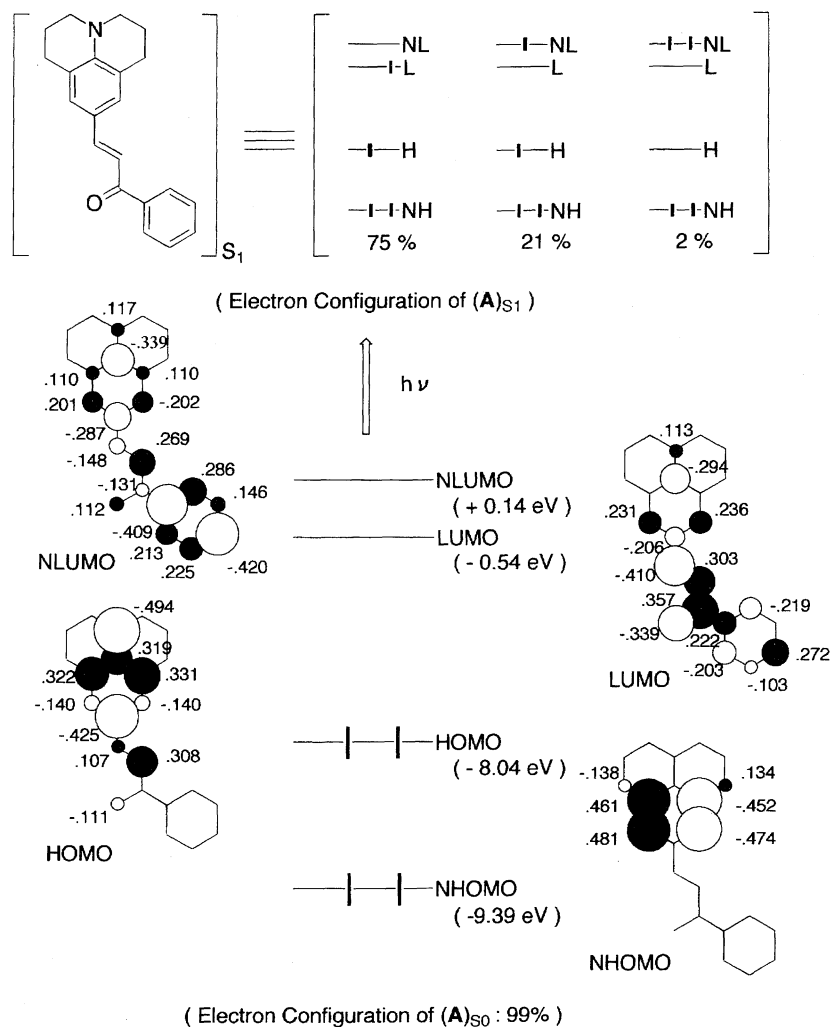 N
O
S1
NL NL NL
L L L
H H H
NH NH NH
75 % 21 % 2 %
( Electron Configuration of (A)S1 )
hν
.117
-.339
.110 .110
.201 -.202
-.287 .269
-.148
-.131 .286
.112 .146
-.409
.213
.225 -.420
NLUMO
NLUMO
( + 0.14 eV)
LUMO
( - 0.54 eV)
.113
-.294
.231 .236
-.206
.303
-.410
.357 -.219
-.339 .222 .272
-.203
-.103
LUMO
-.494
.319
.322 .331
-.140 -.140
-.425
.107 .308
-.111
HOMO
HOMO
( - 8.04 eV)
NHOMO
(-9.39 eV)
-.138 .134
.461 -.452
.481 -.474
NHOMO
( Electron Configuration of (A)S0 : 99% )